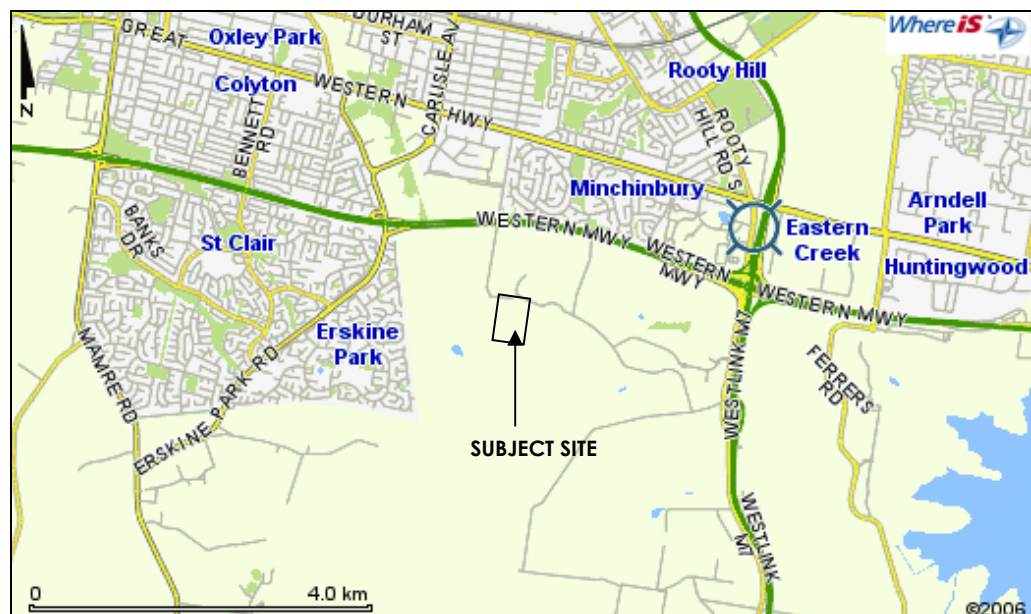 GREAT WESTERN HWY
Oxley Park
DURHAM ST
CARLISLE AV
WhereiS
Rooty Hill
Colyton
BENNETT RD
ROOTY HILL RD S
N
Minchinbury
Arndell Park
BANKS DR
St Clair
WESTERN MWY
WESTERN MWY
Eastern Creek
Huntingwood
WESTERN MWY
Erskine Park
MAMRE RD
ERSKINE PARK RD
WESTLINK M7
FERRERS RD
SUBJECT SITE
WESTLINK M7
0 4.0 km
©2006